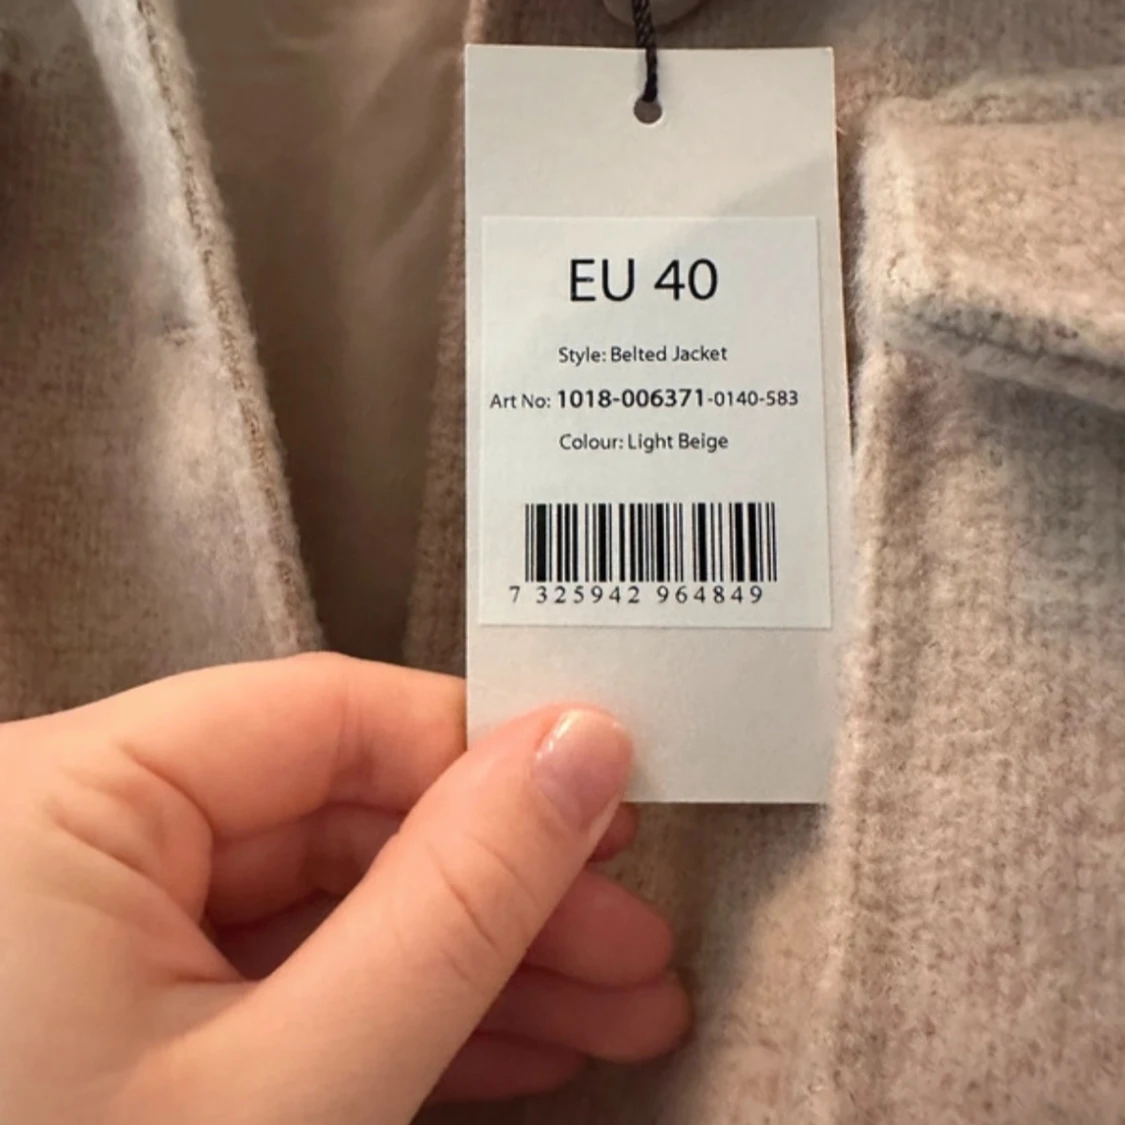 EU 40
Style: Belted Jacket
Art No: 1018-006371-0140-583
Colour: Light Beige
7 325942 964849